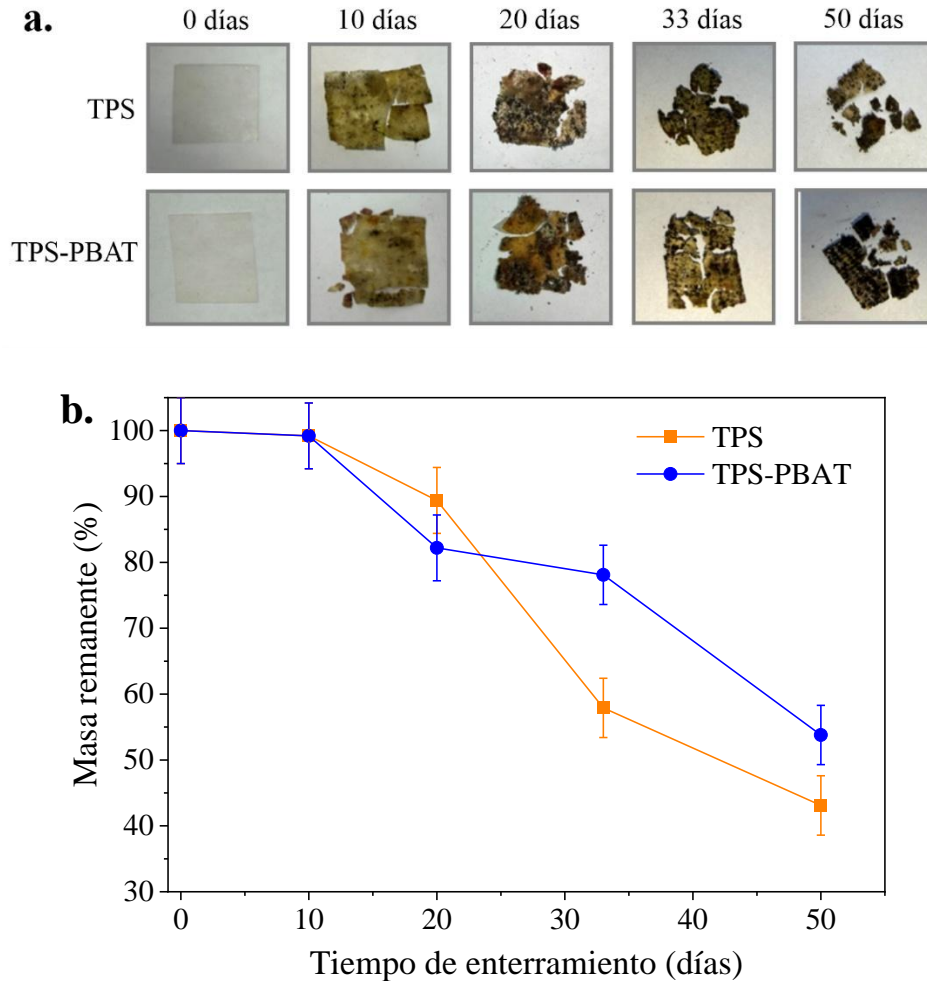 a.
0 días 10 días 20 días 33 días 50 días
TPS
TPS-PBAT
b.
100
90
80
70
60
50
40
30
Masa remanente (%)
TPS
TPS-PBAT
0 10 20 30 40 50
Tiempo de enterramiento (días)